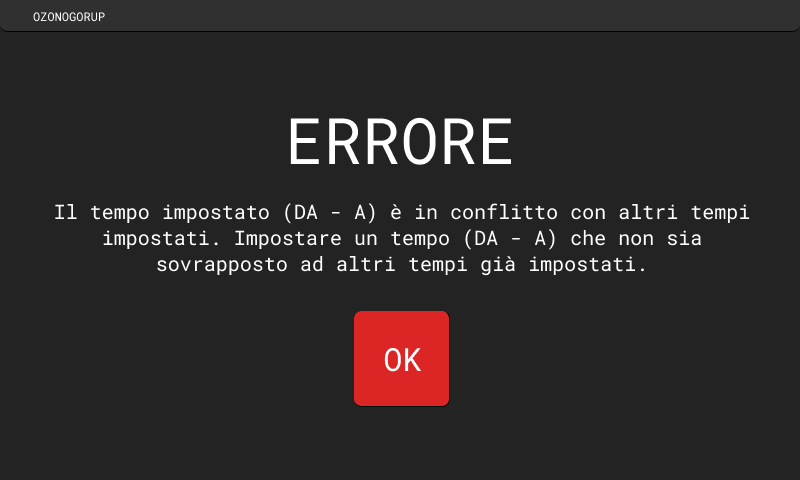 OZONOGORUP
ERRORE
Il tempo impostato (DA - A) è in conflitto con altri tempi
impostati. Impostare un tempo (DA - A) che non sia
sovrapposto ad altri tempi già impostati.
OK